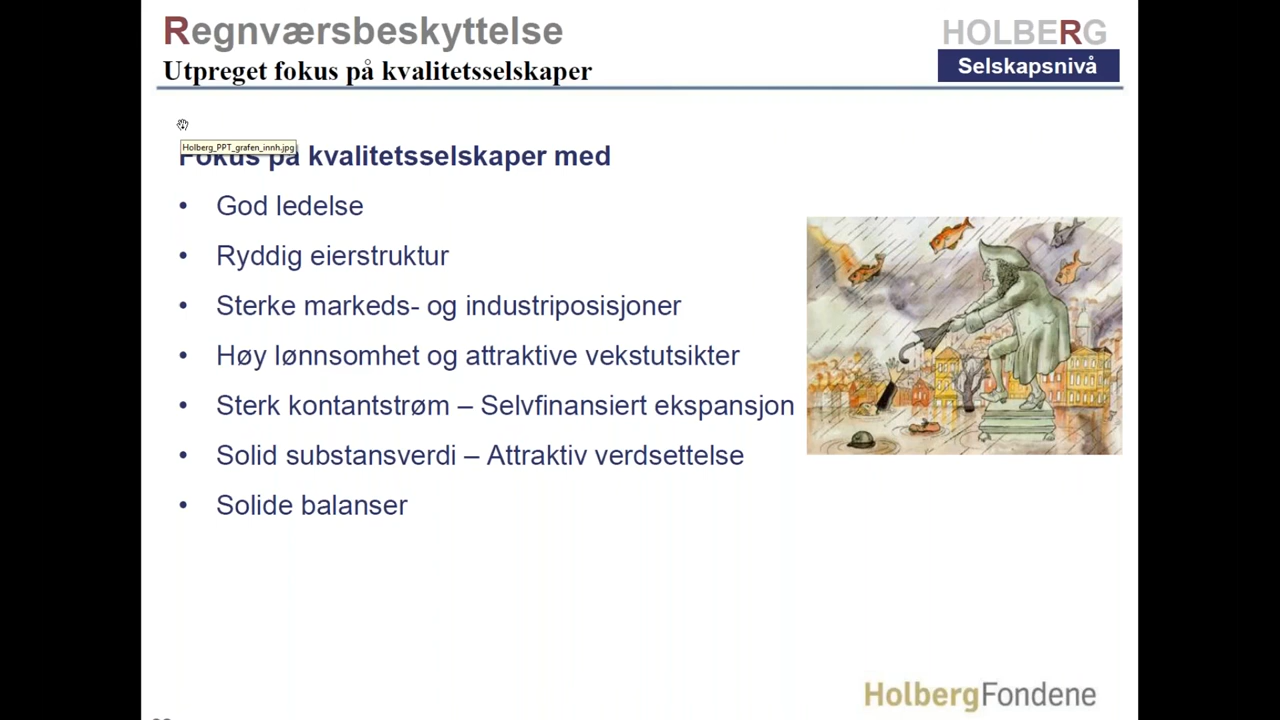 Regnværsbeskyttelse
HOLBERG
Utpreget fokus på kvalitetsselskaper
Selskapsnivå
Holberg_PPT_grafen_innh.jpg
Fokus på kvalitetsselskaper med
• God ledelse
• Ryddig eierstruktur
• Sterke markeds- og industriposisjoner
• Høy lønnsomhet og attraktive vekstutsikter
• Sterk kontantstrøm – Selvfinansiert ekspansjon
• Solid substansverdi – Attraktiv verdsettelse
• Solide balanser
HolbergFondene